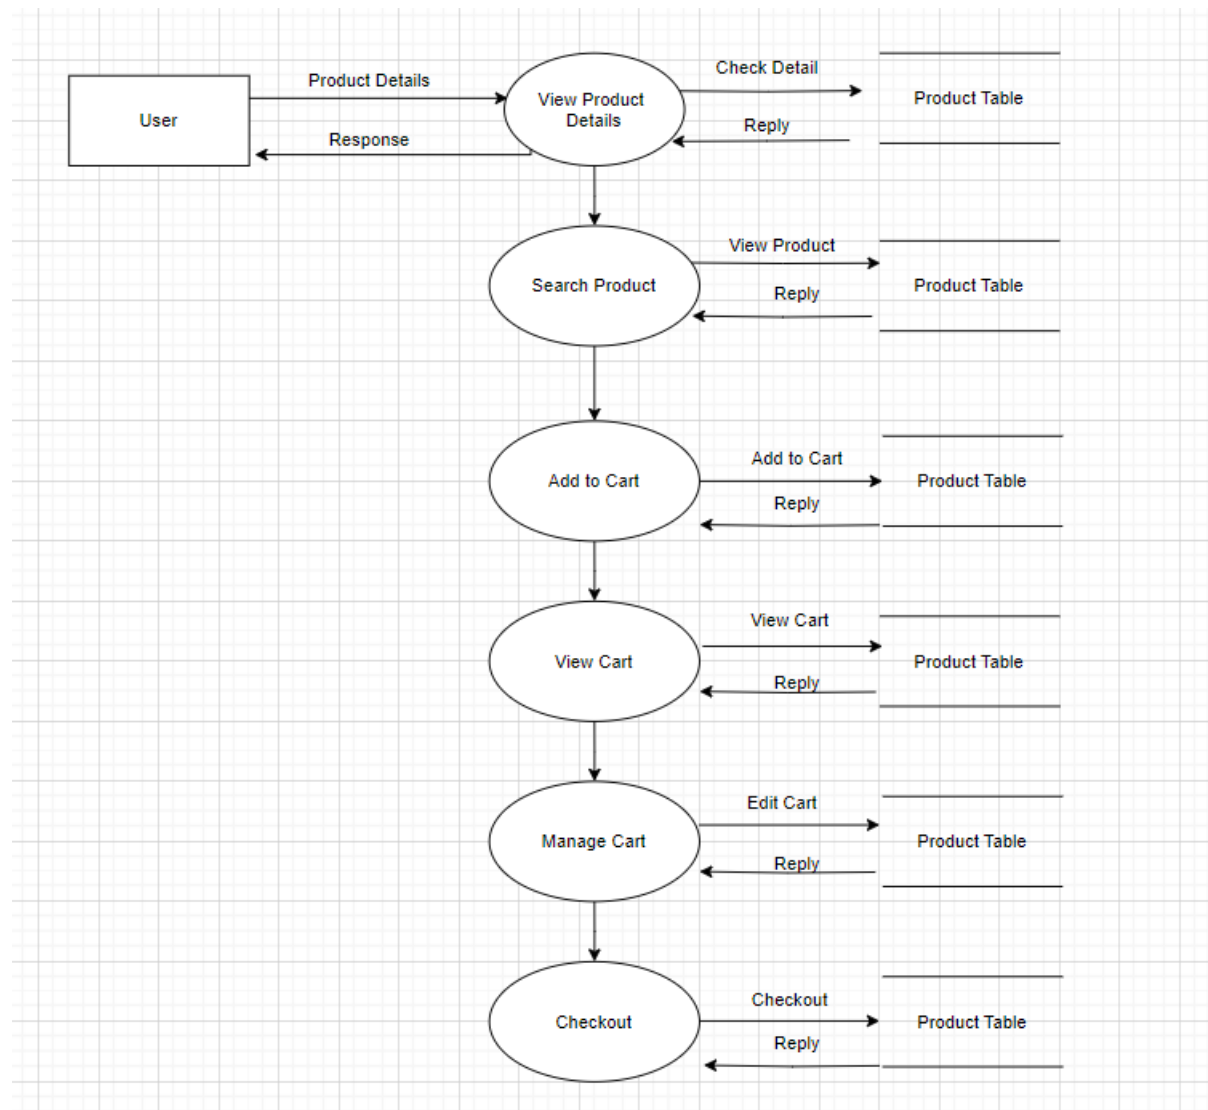 Product Details
Check Detail
User
View Product
Details
Product Table
Response
Reply
View Product
Search Product
Product Table
Reply
Add to Cart
Add to Cart
Product Table
Reply
View Cart
View Cart
Product Table
Reply
Edit Cart
Manage Cart
Product Table
Reply
Checkout
Checkout
Product Table
Reply